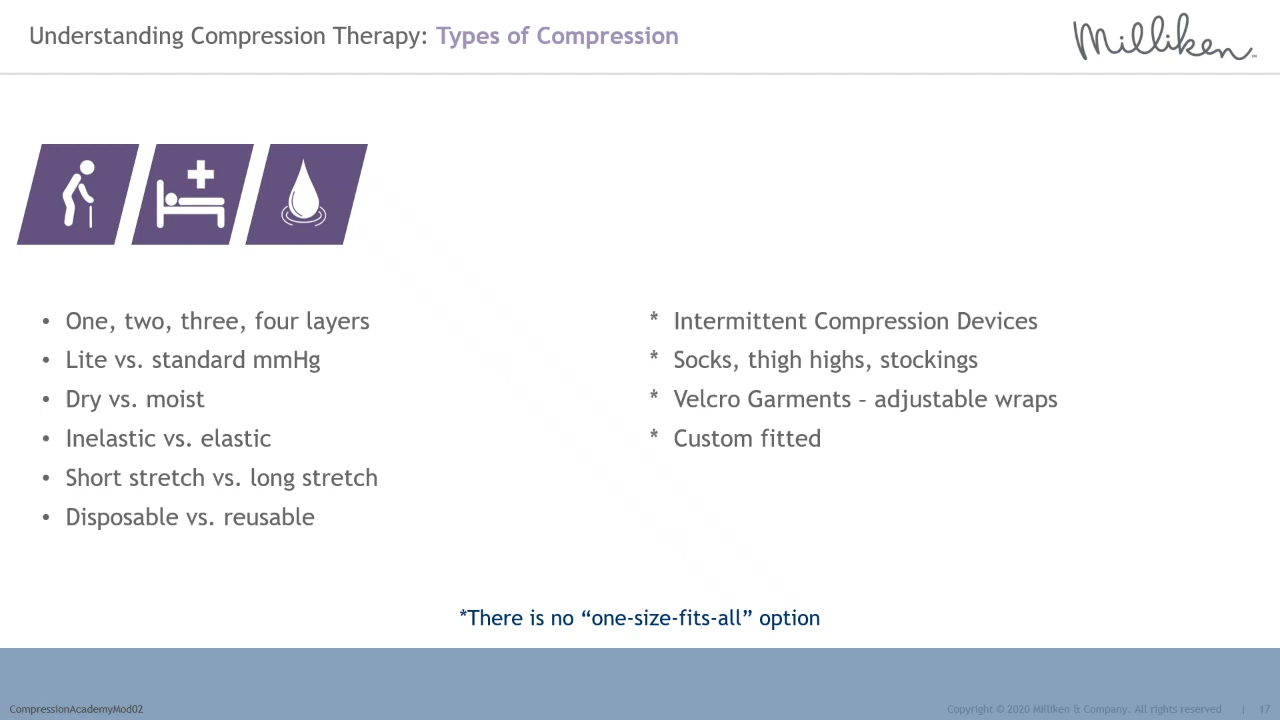 Understanding Compression Therapy: Types of Compression
Milliken™
• One, two, three, four layers
• Lite vs. standard mmHg
• Dry vs. moist
• Inelastic vs. elastic
• Short stretch vs. long stretch
• Disposable vs. reusable
* Intermittent Compression Devices
* Socks, thigh highs, stockings
* Velcro Garments – adjustable wraps
* Custom fitted
*There is no “one-size-fits-all” option
CompressionAcademyMod02
Copyright © 2020 Milliken & Company. All rights reserved | 17